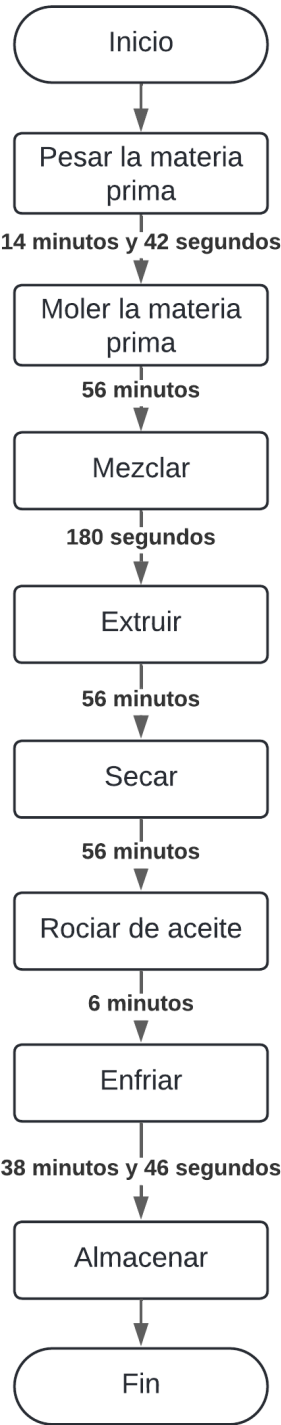 Inicio
Pesar la materia
prima
14 minutos y 42 segundos
Moler la materia
prima
56 minutos
Mezclar
180 segundos
Extruir
56 minutos
Secar
56 minutos
Rociar de aceite
6 minutos
Enfriar
38 minutos y 46 segundos
Almacenar
Fin